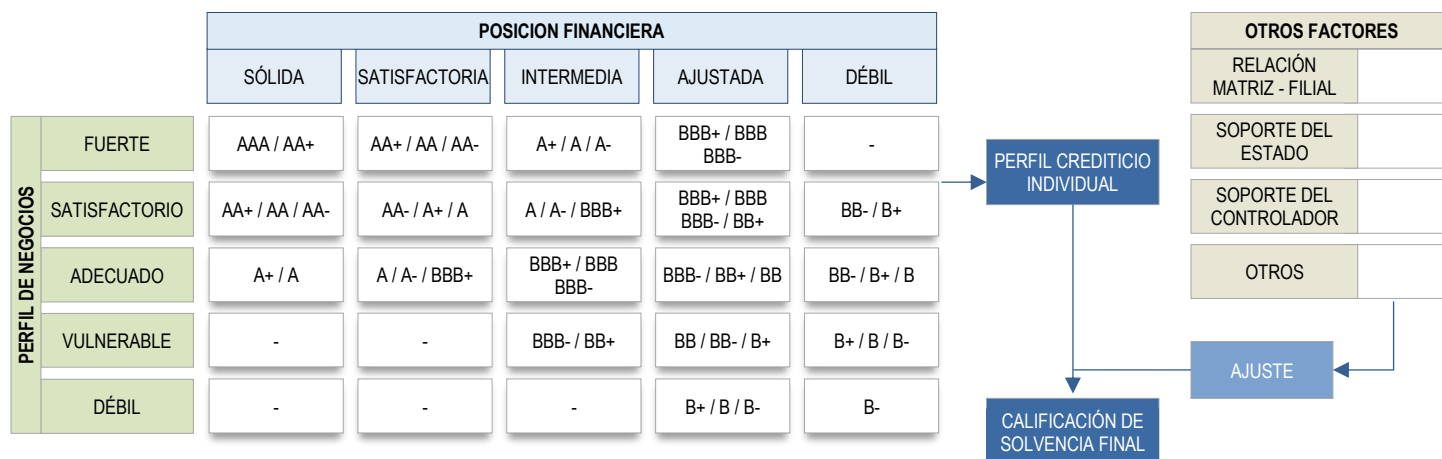 POSICION FINANCIERA
SÓLIDA
SATISFACTORIA
INTERMEDIA
AJUSTADA
DÉBIL
PERFIL DE NEGOCIOS
FUERTE
AAA / AA+
AA+ / AA / AA-
A+ / A / A-
BBB+ / BBB
BBB-
-
SATISFACTORIO
AA+ / AA / AA-
AA- / A+ / A
A / A- / BBB+
BBB+ / BBB
BBB- / BB+
BB- / B+
ADECUADO
A+ / A
A / A- / BBB+
BBB+ / BBB
BBB-
BBB- / BB+ / BB
BB- / B+ / B
VULNERABLE
-
-
BBB- / BB+
BB / BB- / B+
B+ / B / B-
DÉBIL
-
-
-
B+ / B / B-
B-
PERFIL CREDITICIO
INDIVIDUAL
CALIFICACIÓN DE
SOLVENCIA FINAL
OTROS FACTORES
RELACIÓN
MATRIZ - FILIAL
SOPORTE DEL
ESTADO
SOPORTE DEL
CONTROLADOR
OTROS
AJUSTE